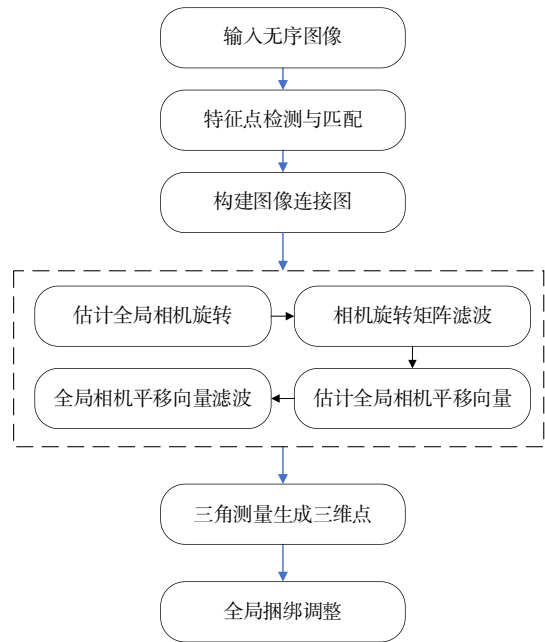 输入无序图像
特征点检测与匹配
构建图像连接图
估计全局相机旋转
相机旋转矩阵滤波
全局相机平移向量滤波
估计全局相机平移向量
三角测量生成三维点
全局捆绑调整